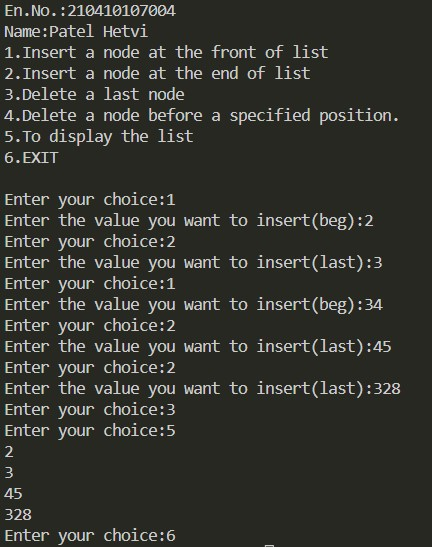 En.No.:210410107004
Name:Patel Hetvi
1.Insert a node at the front of list
2.Insert a node at the end of list
3.Delete a last node
4.Delete a node before a specified position.
5.To display the list
6.EXIT
Enter your choice:1
Enter the value you want to insert(beg):2
Enter your choice:2
Enter the value you want to insert(last):3
Enter your choice:1
Enter the value you want to insert(beg):34
Enter your choice:2
Enter the value you want to insert(last):45
Enter your choice:2
Enter the value you want to insert(last):328
Enter your choice:3
Enter your choice:5
2
3
45
328
Enter your choice:6